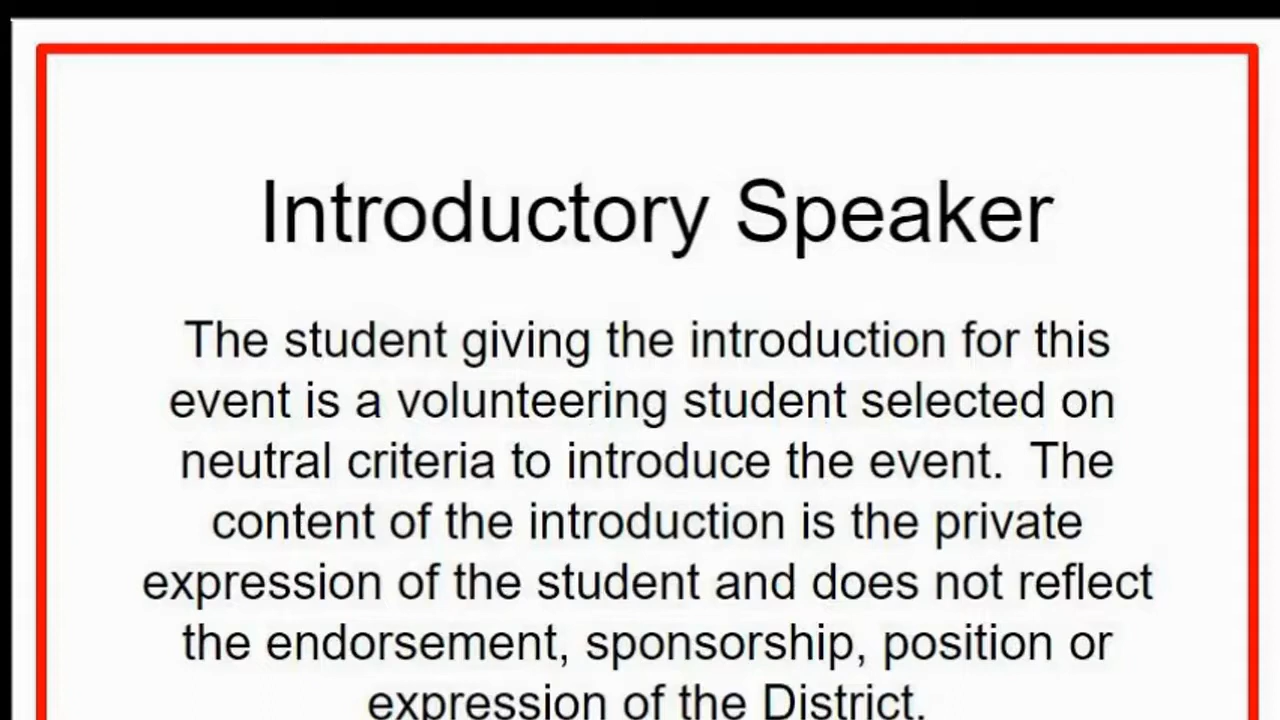 Introductory Speaker
The student giving the introduction for this
event is a volunteering student selected on
neutral criteria to introduce the event.  The
content of the introduction is the private
expression of the student and does not reflect
the endorsement, sponsorship, position or
expression of the District.